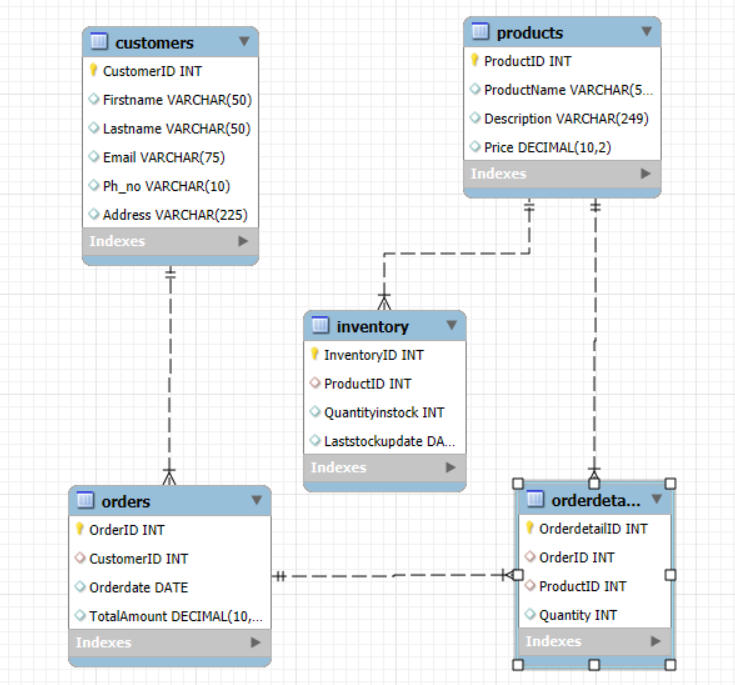 customers
CustomerID INT
Firstname VARCHAR(50)
Lastname VARCHAR(50)
Email VARCHAR(75)
Ph_no VARCHAR(10)
Address VARCHAR(225)
Indexes
products
ProductID INT
ProductName VARCHAR(5...
Description VARCHAR(249)
Price DECIMAL(10,2)
Indexes
inventory
InventoryID INT
ProductID INT
Quantityinstock INT
Laststockupdate DA...
Indexes
orders
OrderID INT
CustomerID INT
Orderdate DATE
TotalAmount DECIMAL(10,...
Indexes
orderdeta...
OrderdetailID INT
OrderID INT
ProductID INT
Quantity INT
Indexes